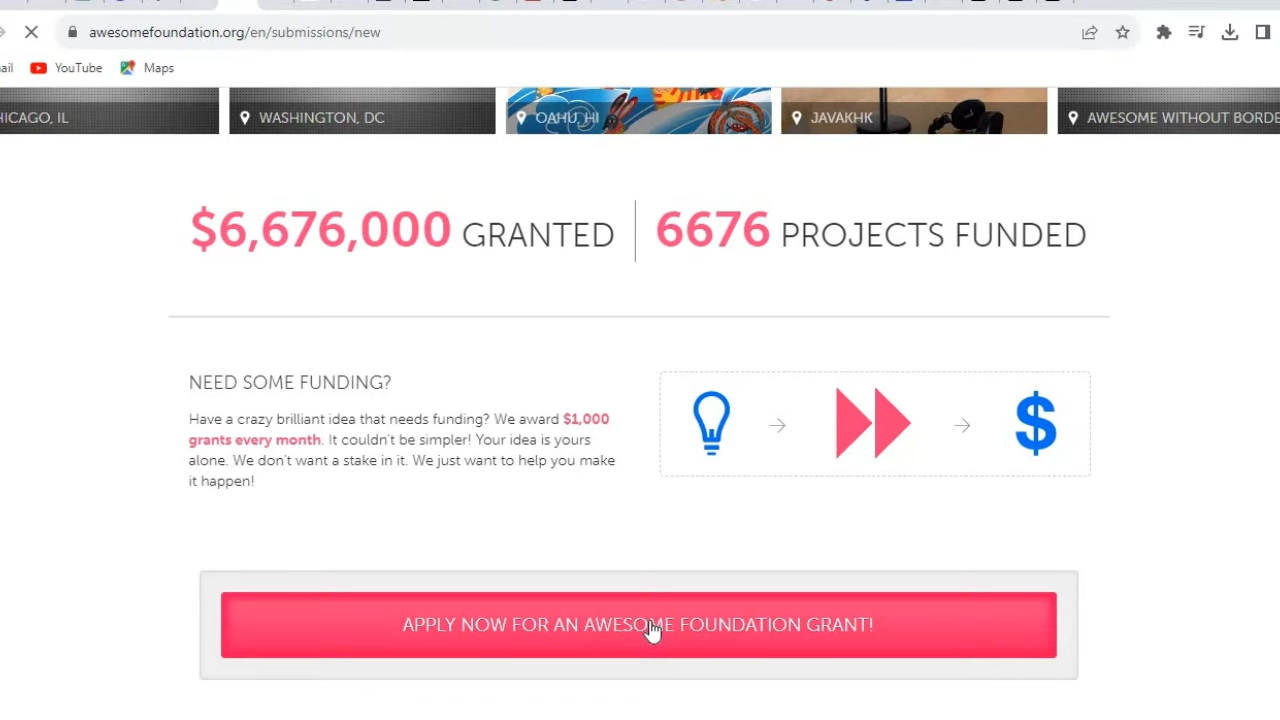 awesomefoundation.org/en/submissions/new
ail YouTube Maps
HICAGO, IL WASHINGTON, DC OAHU, HI JAVAKHK AWESOME WITHOUT BORDE
$6,676,000 GRANTED 6676 PROJECTS FUNDED
NEED SOME FUNDING?
Have a crazy brilliant idea that needs funding? We award $1,000
grants every month. It couldn't be simpler! Your idea is yours
alone. We don't want a stake in it. We just want to help you make
it happen!
$
APPLY NOW FOR AN AWESOME FOUNDATION GRANT!